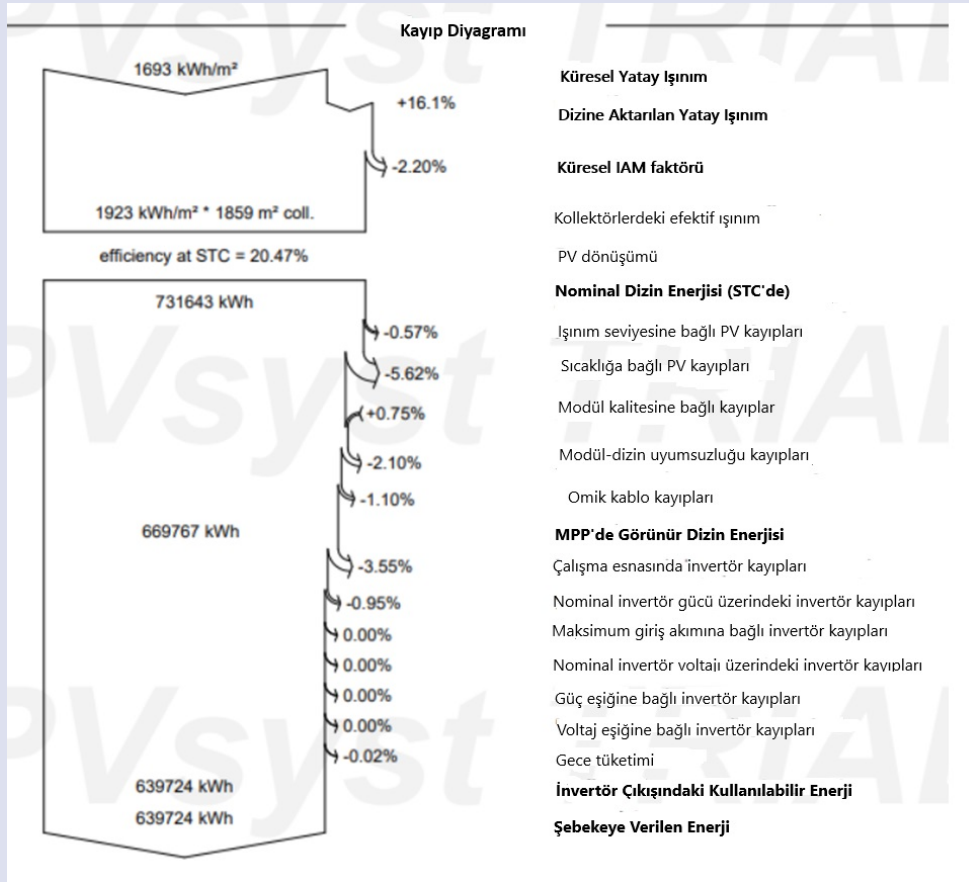 Kayıp Diyagramı
1693 kWh/m²
Küresel Yatay Işınım
+16.1%
Dizine Aktarılan Yatay Işınım
-2.20%
Küresel IAM faktörü
1923 kWh/m² * 1859 m² coll.
Kollektörlerdeki efektif ışınım
efficiency at STC = 20.47%
PV dönüşümü
731643 kWh
Nominal Dizin Enerjisi (STC'de)
-0.57%
Işınım seviyesine bağlı PV kayıpları
-5.62%
Sıcaklığa bağlı PV kayıpları
+0.75%
Modül kalitesine bağlı kayıplar
-2.10%
Modül-dizin uyumsuzluğu kayıpları
-1.10%
Omik kablo kayıpları
669767 kWh
MPP'de Görünür Dizin Enerjisi
-3.55%
Çalışma esnasında invertör kayıpları
-0.95%
Nominal invertör gücü üzerindeki invertör kayıpları
0.00%
Maksimum giriş akımına bağlı invertör kayıpları
0.00%
Nominal invertör voltajı üzerindeki invertör kayıpları
0.00%
Güç eşiğine bağlı invertör kayıpları
0.00%
Voltaj eşiğine bağlı invertör kayıpları
-0.02%
Gece tüketimi
639724 kWh
İnvertör Çıkışındaki Kullanılabilir Enerji
639724 kWh
Şebekeye Verilen Enerji
PVsyst TRIAL
PVsyst TRIAL
PVsyst TRIAL